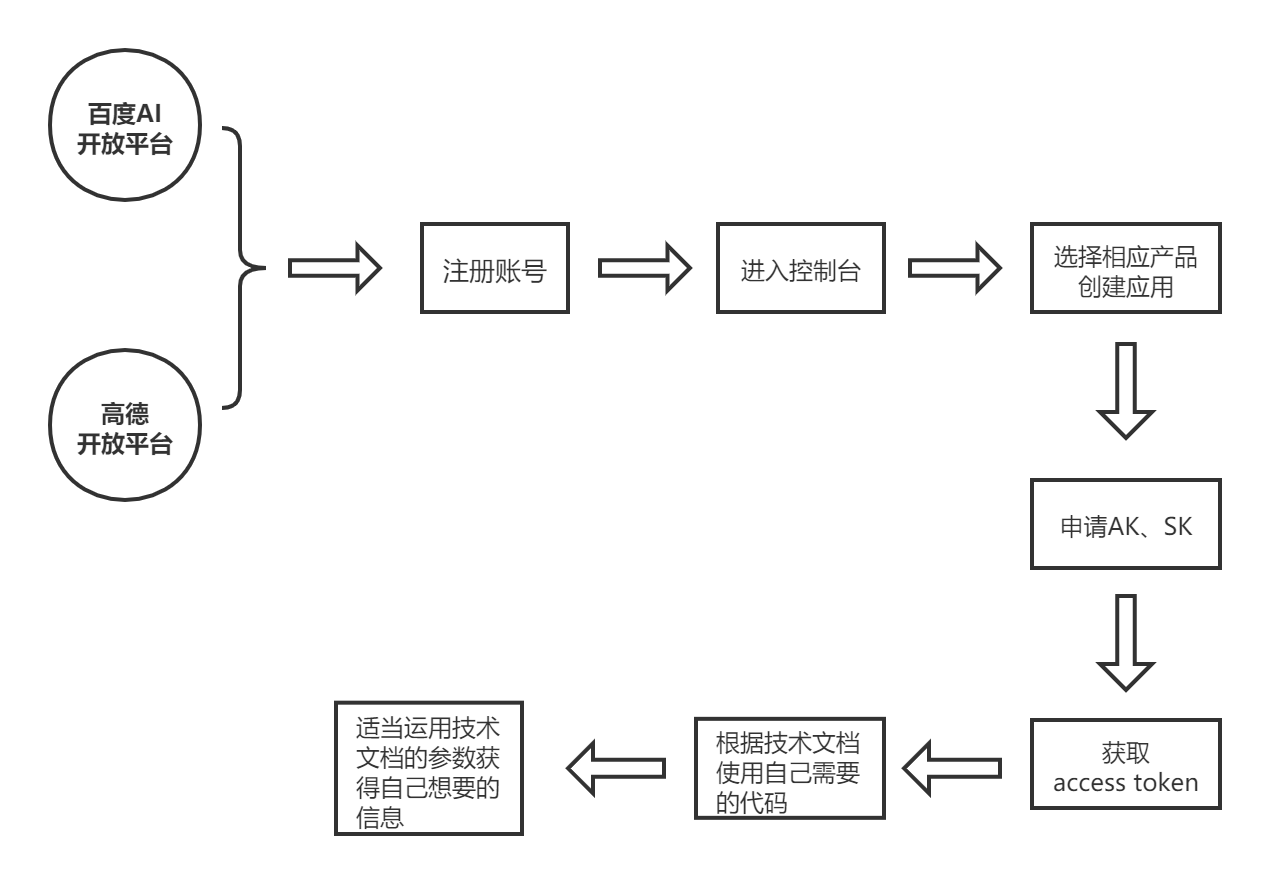 百度AI
开放平台
高德
开放平台
注册账号
进入控制台
选择相应产品
创建应用
申请AK、SK
获取
access token
根据技术文档
使用自己需要
的代码
适当运用技术
文档的参数获
得自己想要的
信息